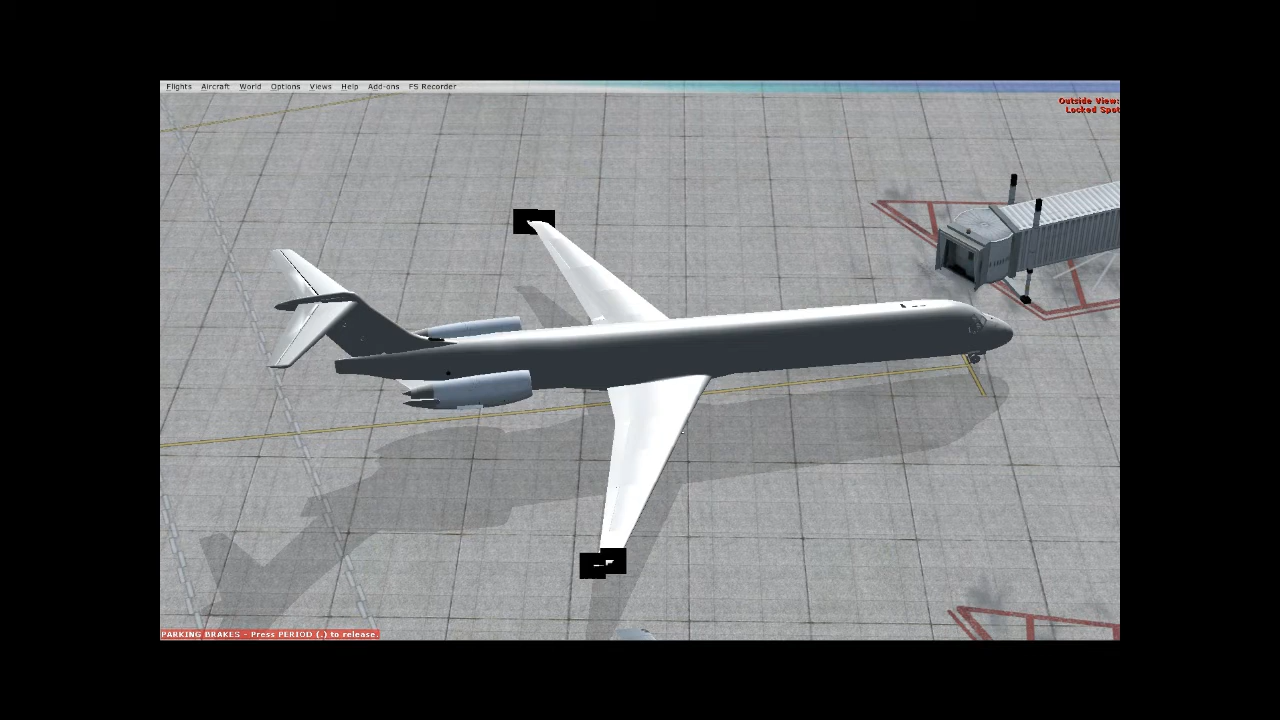 Flights Aircraft World Options Views Help Add-ons FS Recorder
Outside View:
Locked Spot
PARKING BRAKES - Press PERIOD (.) to release.